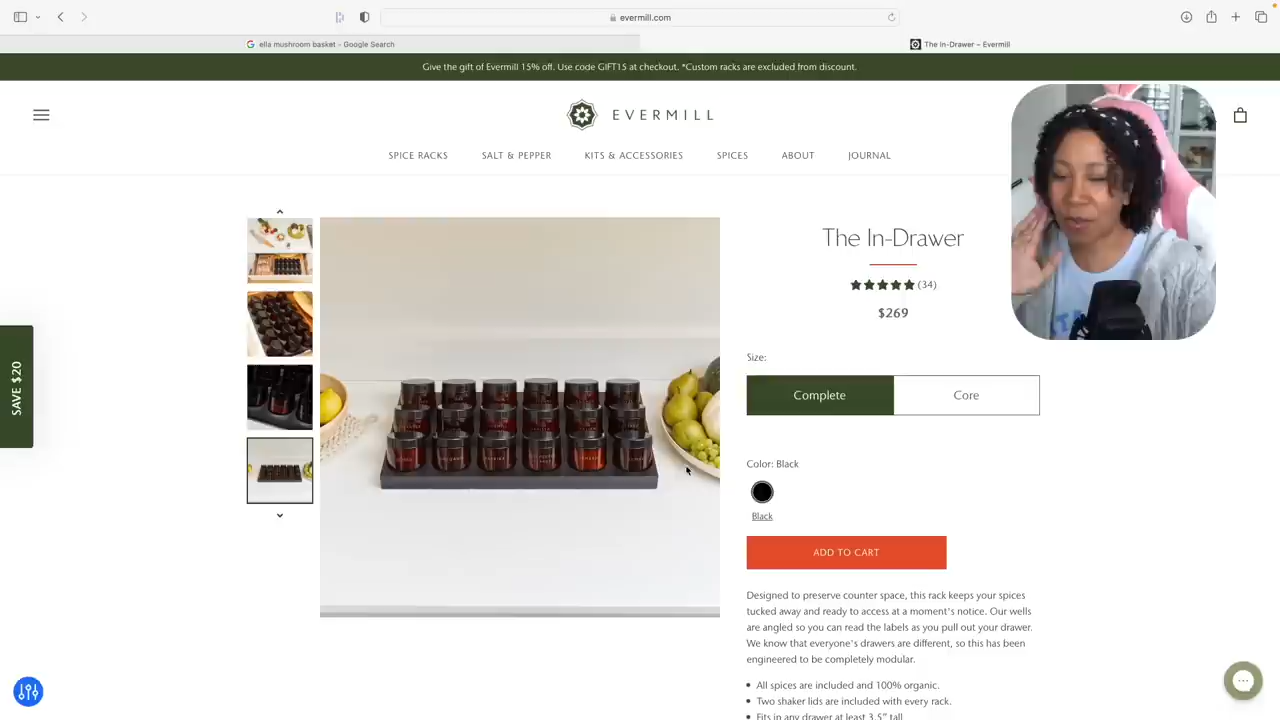 evermill.com
ella mushroom basket - Google Search
The In-Drawer – Evermill
Give the gift of Evermill 15% off. Use code GIFT15 at checkout. *Custom racks are excluded from discount.
EVERMILL
SPICE RACKS
SALT & PEPPER
KITS & ACCESSORIES
SPICES
ABOUT
JOURNAL
The In-Drawer
(34)
$269
Size:
Complete
Core
SAVE $20
Color: Black
Black
ADD TO CART
Designed to preserve counter space, this rack keeps your spices
tucked away and ready to access at a moment's notice. Our wells
are angled so you can read the labels as you pull out your drawer.
We know that everyone's drawers are different, so this has been
engineered to be completely modular.
All spices are included and 100% organic.
Two shaker lids are included with every rack.
Fits in any drawer at least 3.5" tall